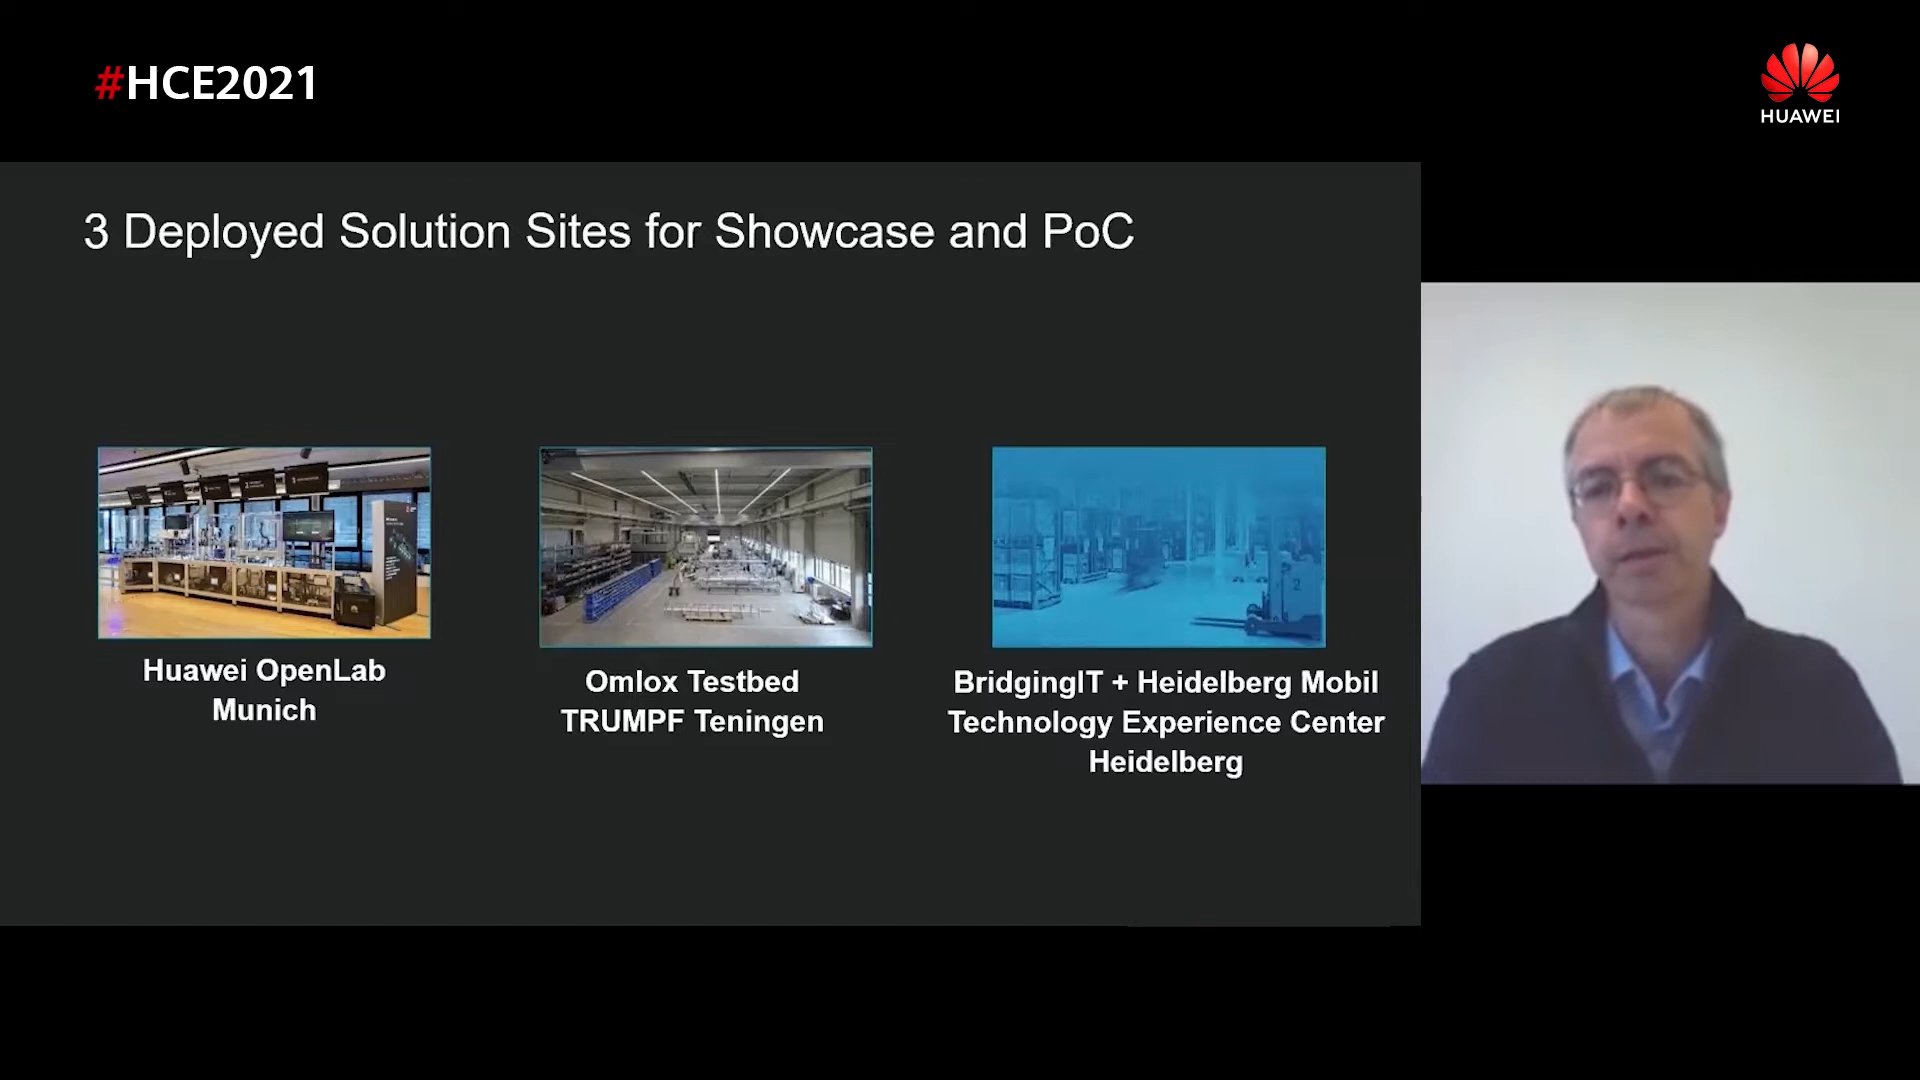 #HCE2021
HUAWEI
3 Deployed Solution Sites for Showcase and PoC
Huawei OpenLab
Munich
Omlox Testbed
TRUMPF Teningen
BridgingIT + Heidelberg Mobil
Technology Experience Center
Heidelberg